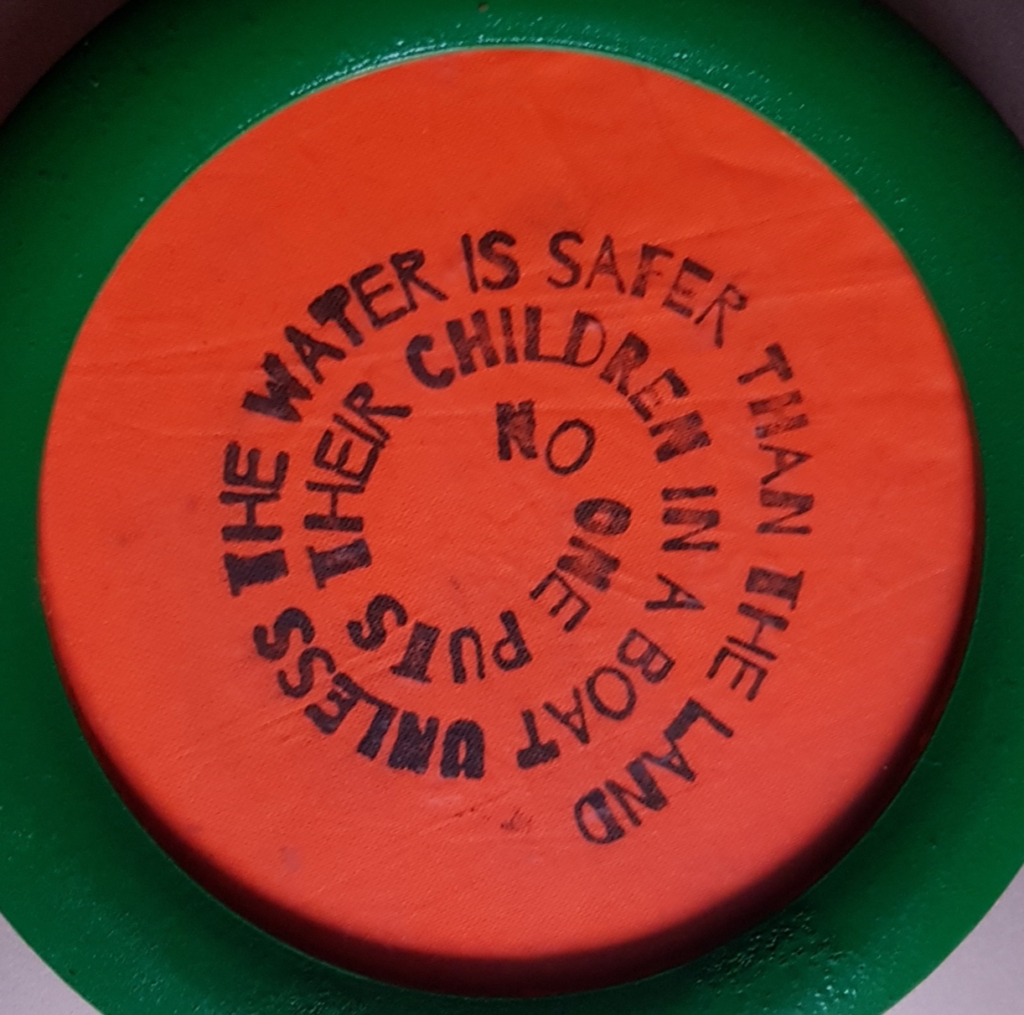 NO ONE PUTS THEIR CHILDREN IN A BOAT UNLESS THE WATER IS SAFER THAN THE LAND